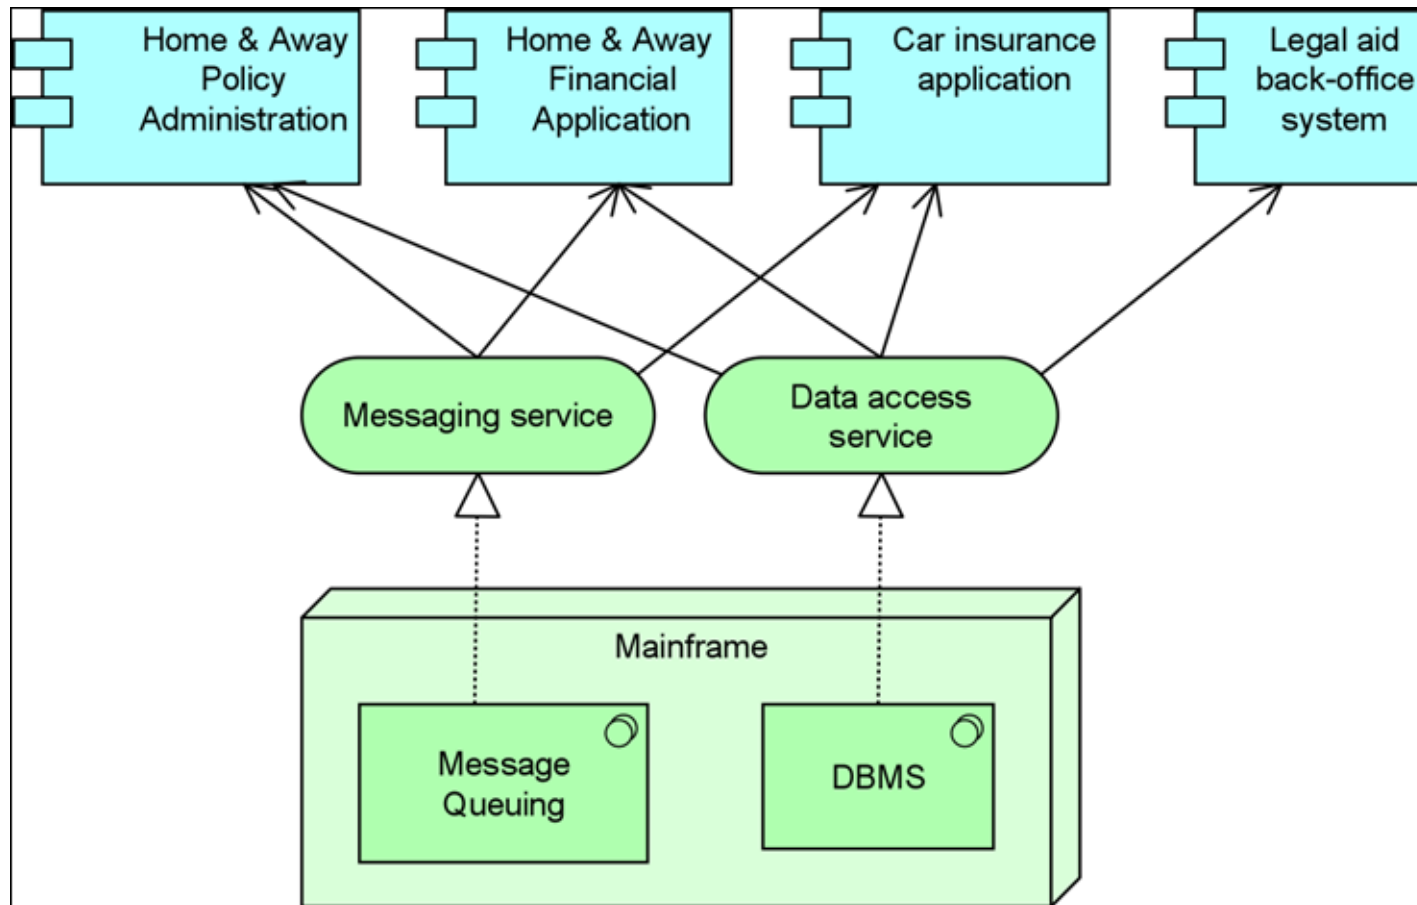 Home & Away
Policy
Administration
Home & Away
Financial
Application
Car insurance
application
Legal aid
back-office
system
Messaging service
Data access
service
Mainframe
Message
Queuing
DBMS